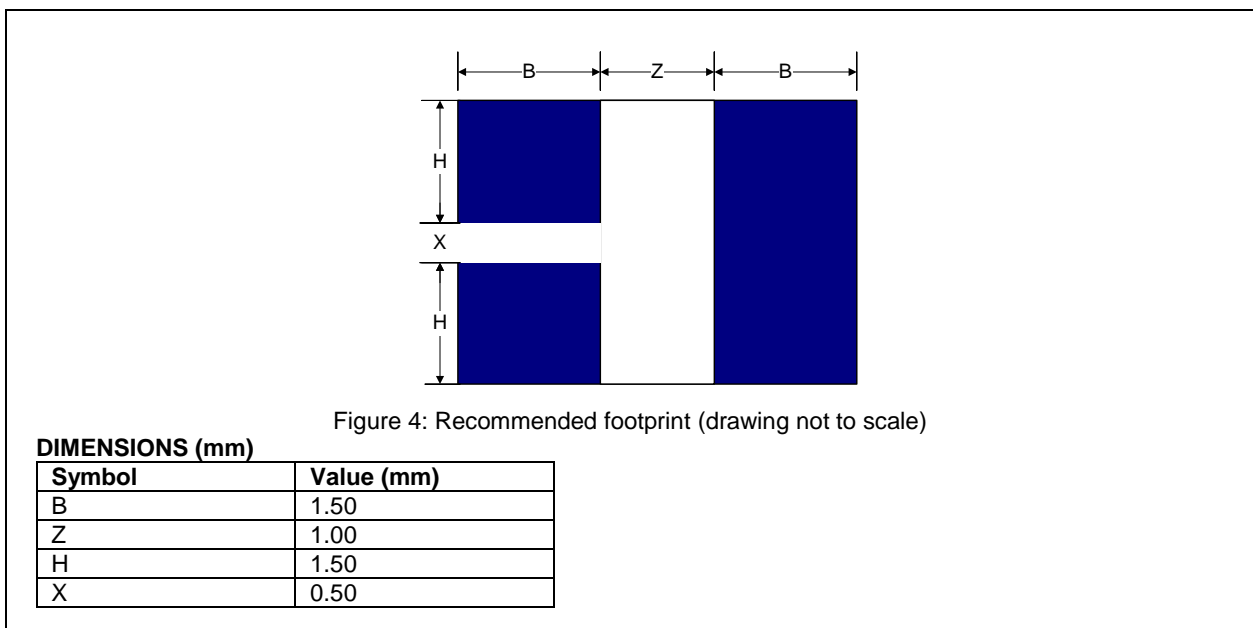 B Z B
H
X
H
Figure 4: Recommended footprint (drawing not to scale)
DIMENSIONS (mm)
Symbol Value (mm)
B 1.50
Z 1.00
H 1.50
X 0.50